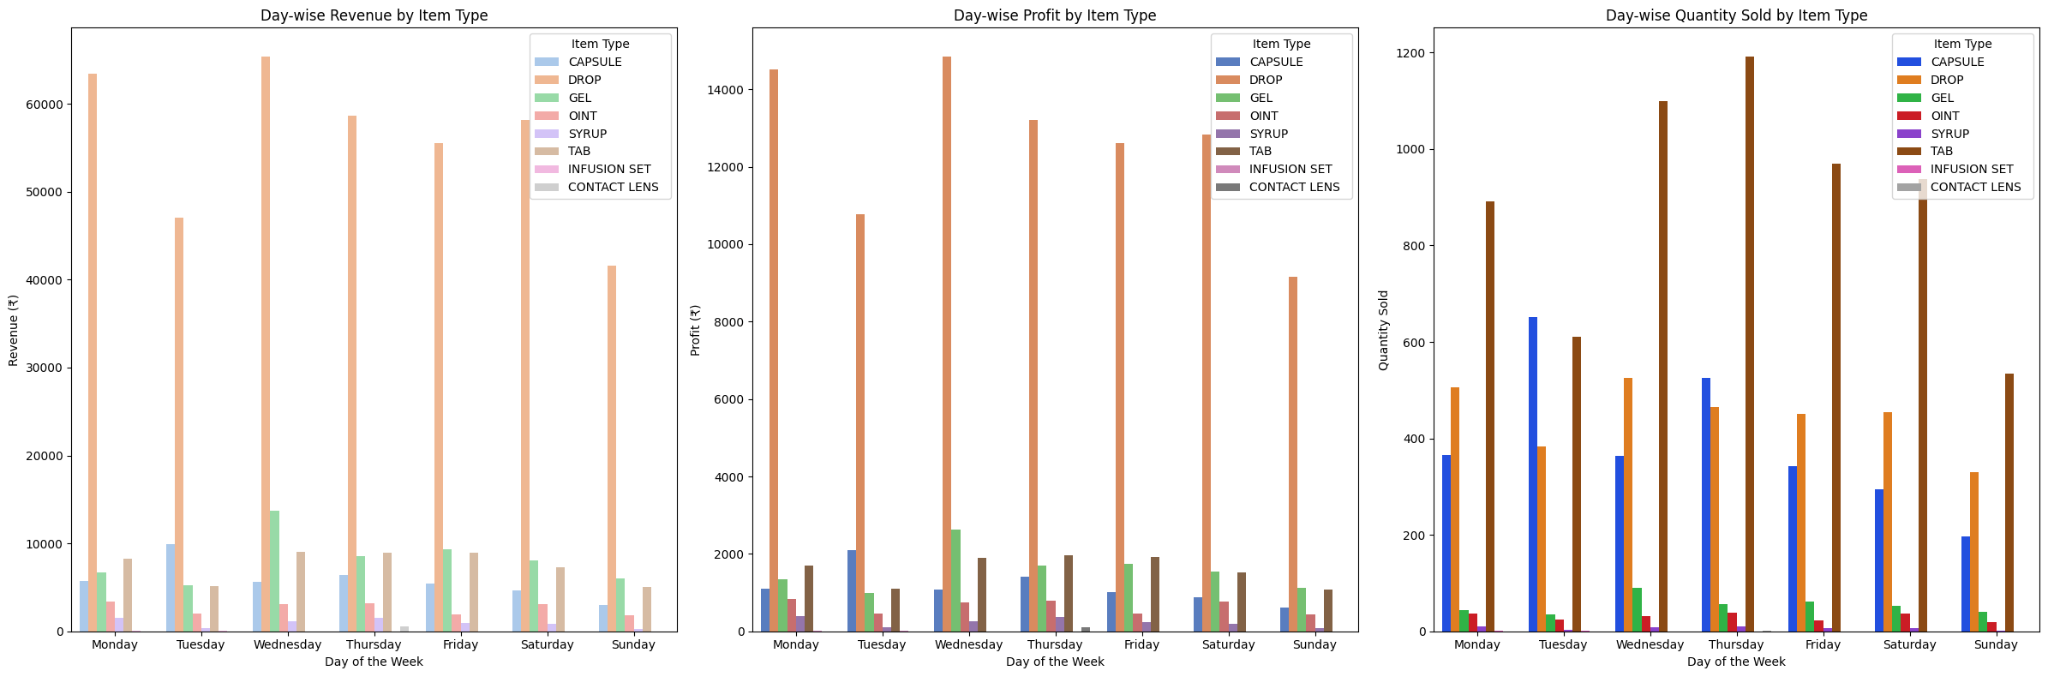 Day-wise Revenue by Item Type
Revenue (₹)
60000
50000
40000
30000
20000
10000
0
Item Type
CAPSULE
DROP
GEL
OINT
SYRUP
TAB
INFUSION SET
CONTACT LENS
Monday Tuesday Wednesday Thursday Friday Saturday Sunday
Day of the Week
Day-wise Profit by Item Type
Profit (₹)
14000
12000
10000
8000
6000
4000
2000
0
Item Type
CAPSULE
DROP
GEL
OINT
SYRUP
TAB
INFUSION SET
CONTACT LENS
Monday Tuesday Wednesday Thursday Friday Saturday Sunday
Day of the Week
Day-wise Quantity Sold by Item Type
Quantity Sold
1200
1000
800
600
400
200
0
Item Type
CAPSULE
DROP
GEL
OINT
SYRUP
TAB
INFUSION SET
CONTACT LENS
Monday Tuesday Wednesday Thursday Friday Saturday Sunday
Day of the Week